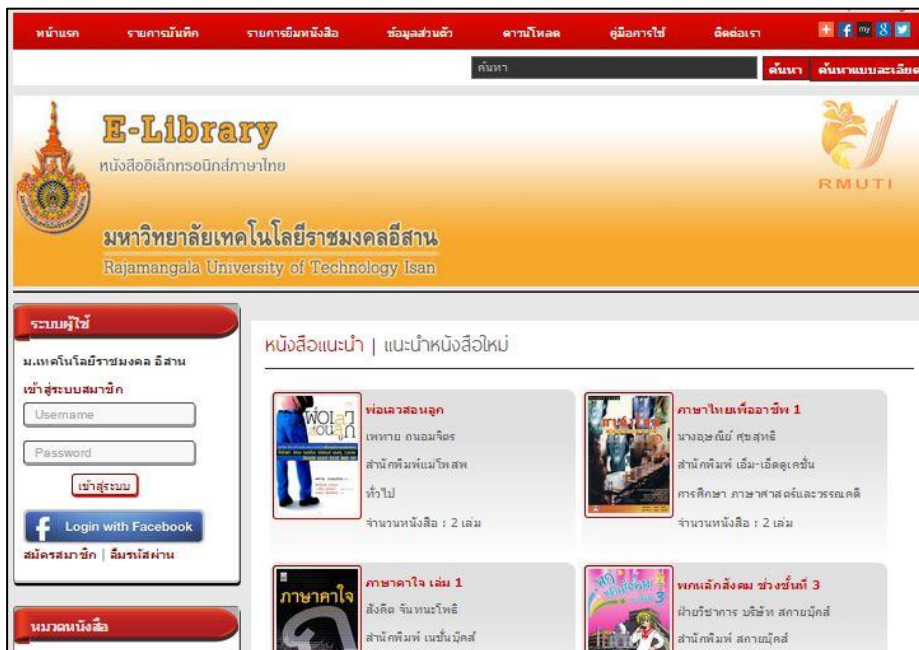 หน้าแรก รายการบันทึก รายการยืมหนังสือ ข้อมูลส่วนตัว ดาวน์โหลด คู่มือการใช้ ติดต่อเรา
ค้นหา ค้นหา ค้นหาแบบละเอียด
E-Library
หนังสืออิเล็กทรอนิกส์ภาษาไทย
RMUTI
มหาวิทยาลัยเทคโนโลยีราชมงคลอีสาน
Rajamangala University of Technology Isan
ระบบผู้ใช้
ม.เทคโนโลยีราชมงคล อีสาน
เข้าสู่ระบบสมาชิก
Username
Password
เข้าสู่ระบบ
Login with Facebook
สมัครสมาชิก | ลืมรหัสผ่าน
หมวดหนังสือ
หนังสือแนะนำ | แนะนำหนังสือใหม่
พ่อเลวสอนลูก
เพทาย ถนอมจิตร
สำนักพิมพ์แม่โพสพ
ทั่วไป
จำนวนหนังสือ : 2 เล่ม
ภาษาไทยเพื่ออาชีพ 1
นางอุษณีย์ ศุขสุทธิ
สำนักพิมพ์ เอ็ม-เอ็ดดูเคชั่น
การศึกษา ภาษาศาสตร์และวรรณคดี
จำนวนหนังสือ : 2 เล่ม
ภาษาคาใจ
ภาษาคาใจ เล่ม 1
สังคีต จันทนะโพธิ
สำนักพิมพ์ เนชั่นบุ๊คส์
พกหลักสังคม ช่วงชั้นที่ 3
ฝ่ายวิชาการ บริษัท สกายบุ๊กส์
สำนักพิมพ์ สกายบุ๊คส์